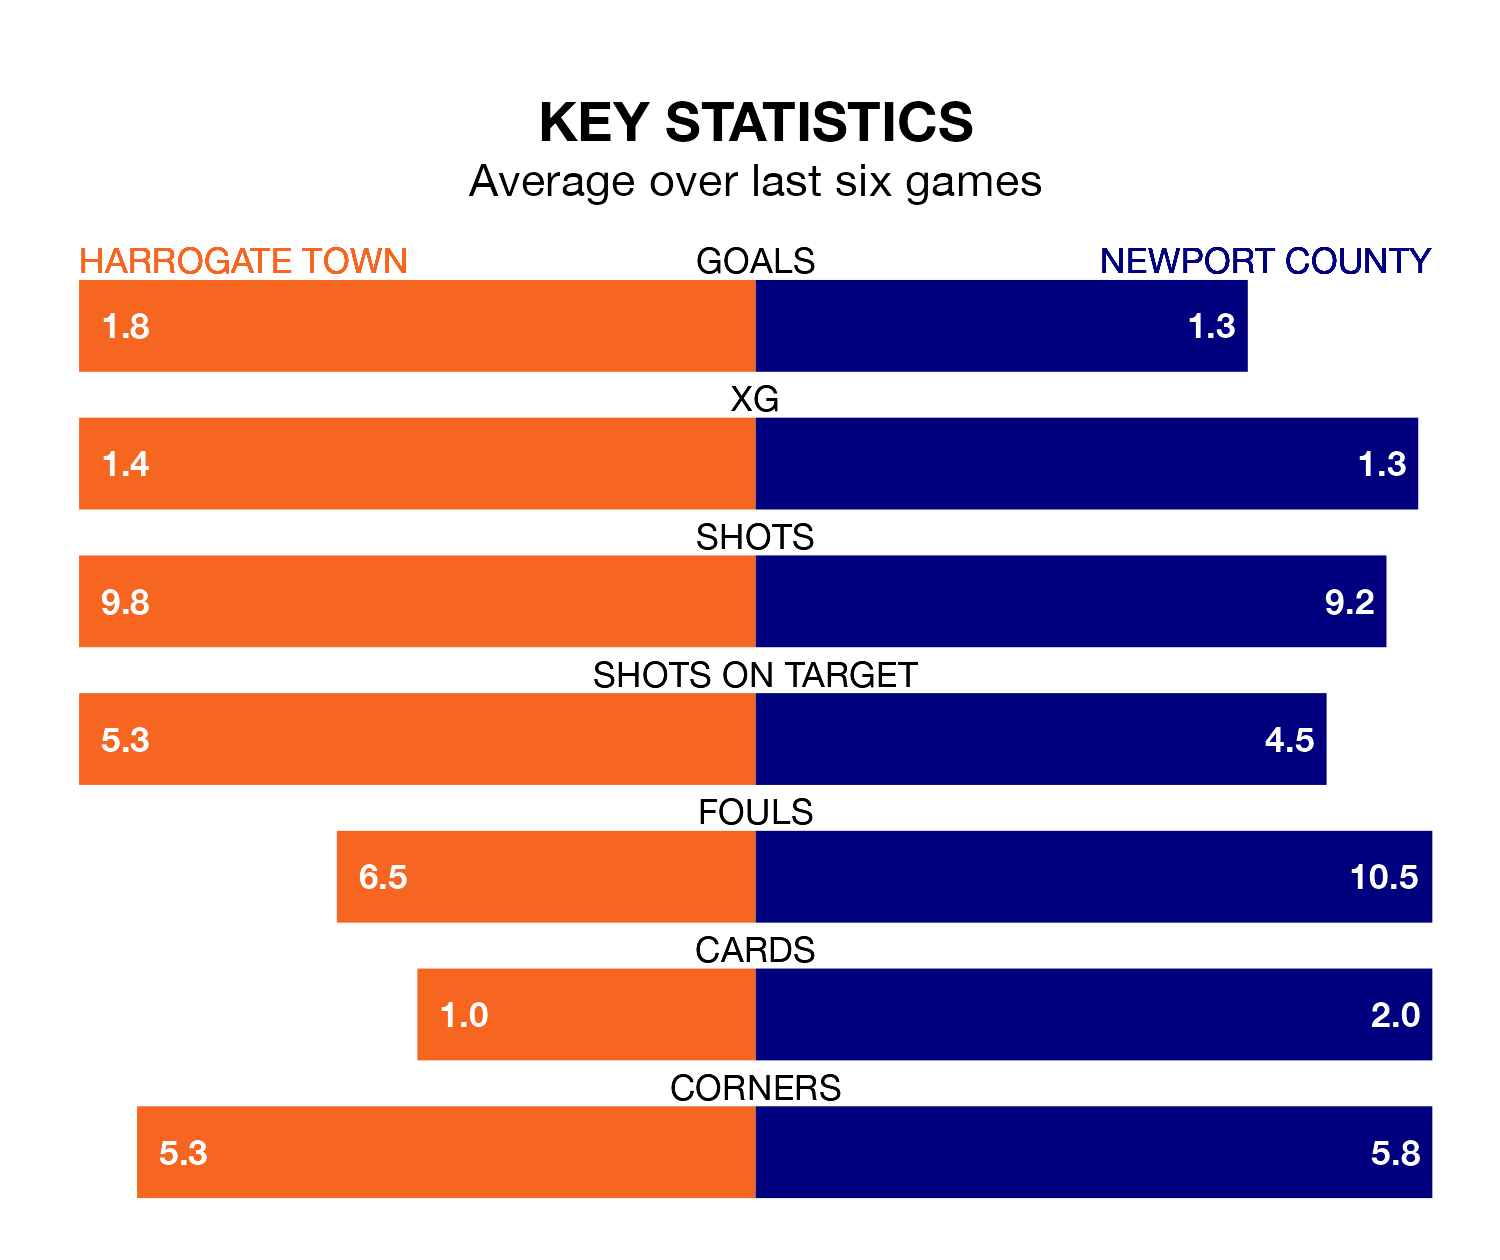 KEY STATISTICS
Average over last six games
HARROGATE TOWN GOALS NEWPORT COUNTY
1.8 1.3
XG
1.4 1.3
SHOTS
9.8 9.2
SHOTS ON TARGET
5.3 4.5
FOULS
6.5 10.5
CARDS
1.0 2.0
CORNERS
5.3 5.8